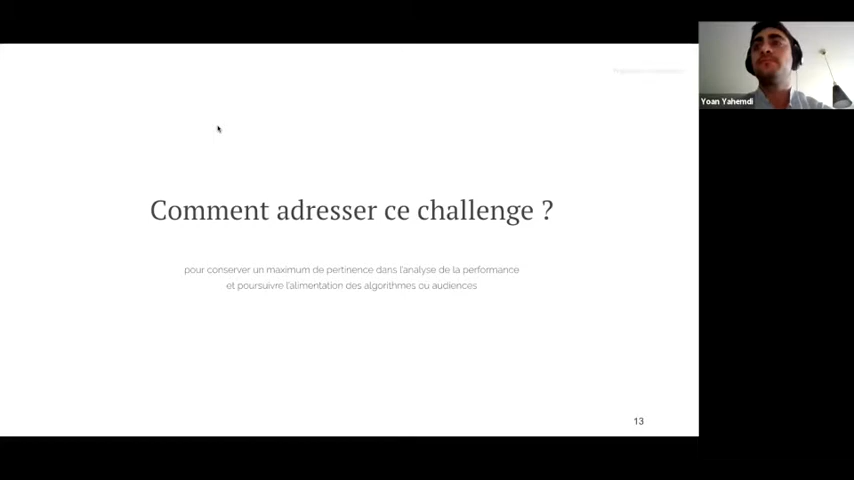 Yoan Yahemdi
Comment adresser ce challenge ?
pour conserver un maximum de pertinence dans l'analyse de la performance
et poursuivre l'alimentation des algorithmes ou audiences
13